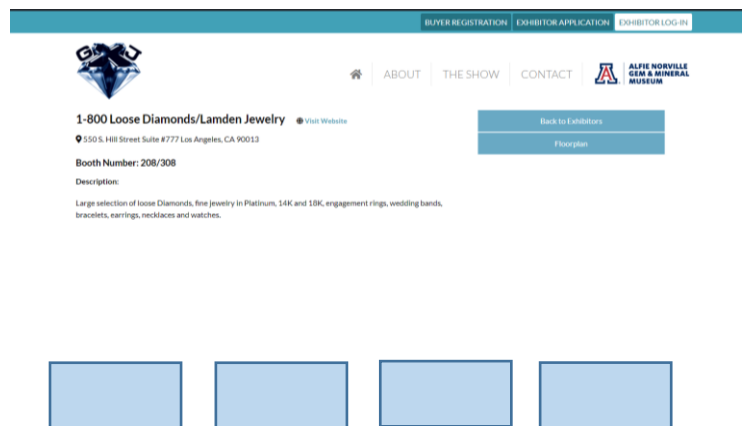 BUYER REGISTRATION EXHIBITOR APPLICATION EXHIBITOR LOG-IN
GXJ
ABOUT THE SHOW CONTACT
A
ALFIE NORVILLE
GEM & MINERAL
MUSEUM
1-800 Loose Diamonds/Lamden Jewelry Visit Website
550 S. Hill Street Suite #777 Los Angeles, CA 90013
Booth Number: 208/308
Description:
Large selection of loose Diamonds, fine jewelry in Platinum, 14K and 18K, engagement rings, wedding bands,
bracelets, earrings, necklaces and watches.
Back to Exhibitors
Floorplan